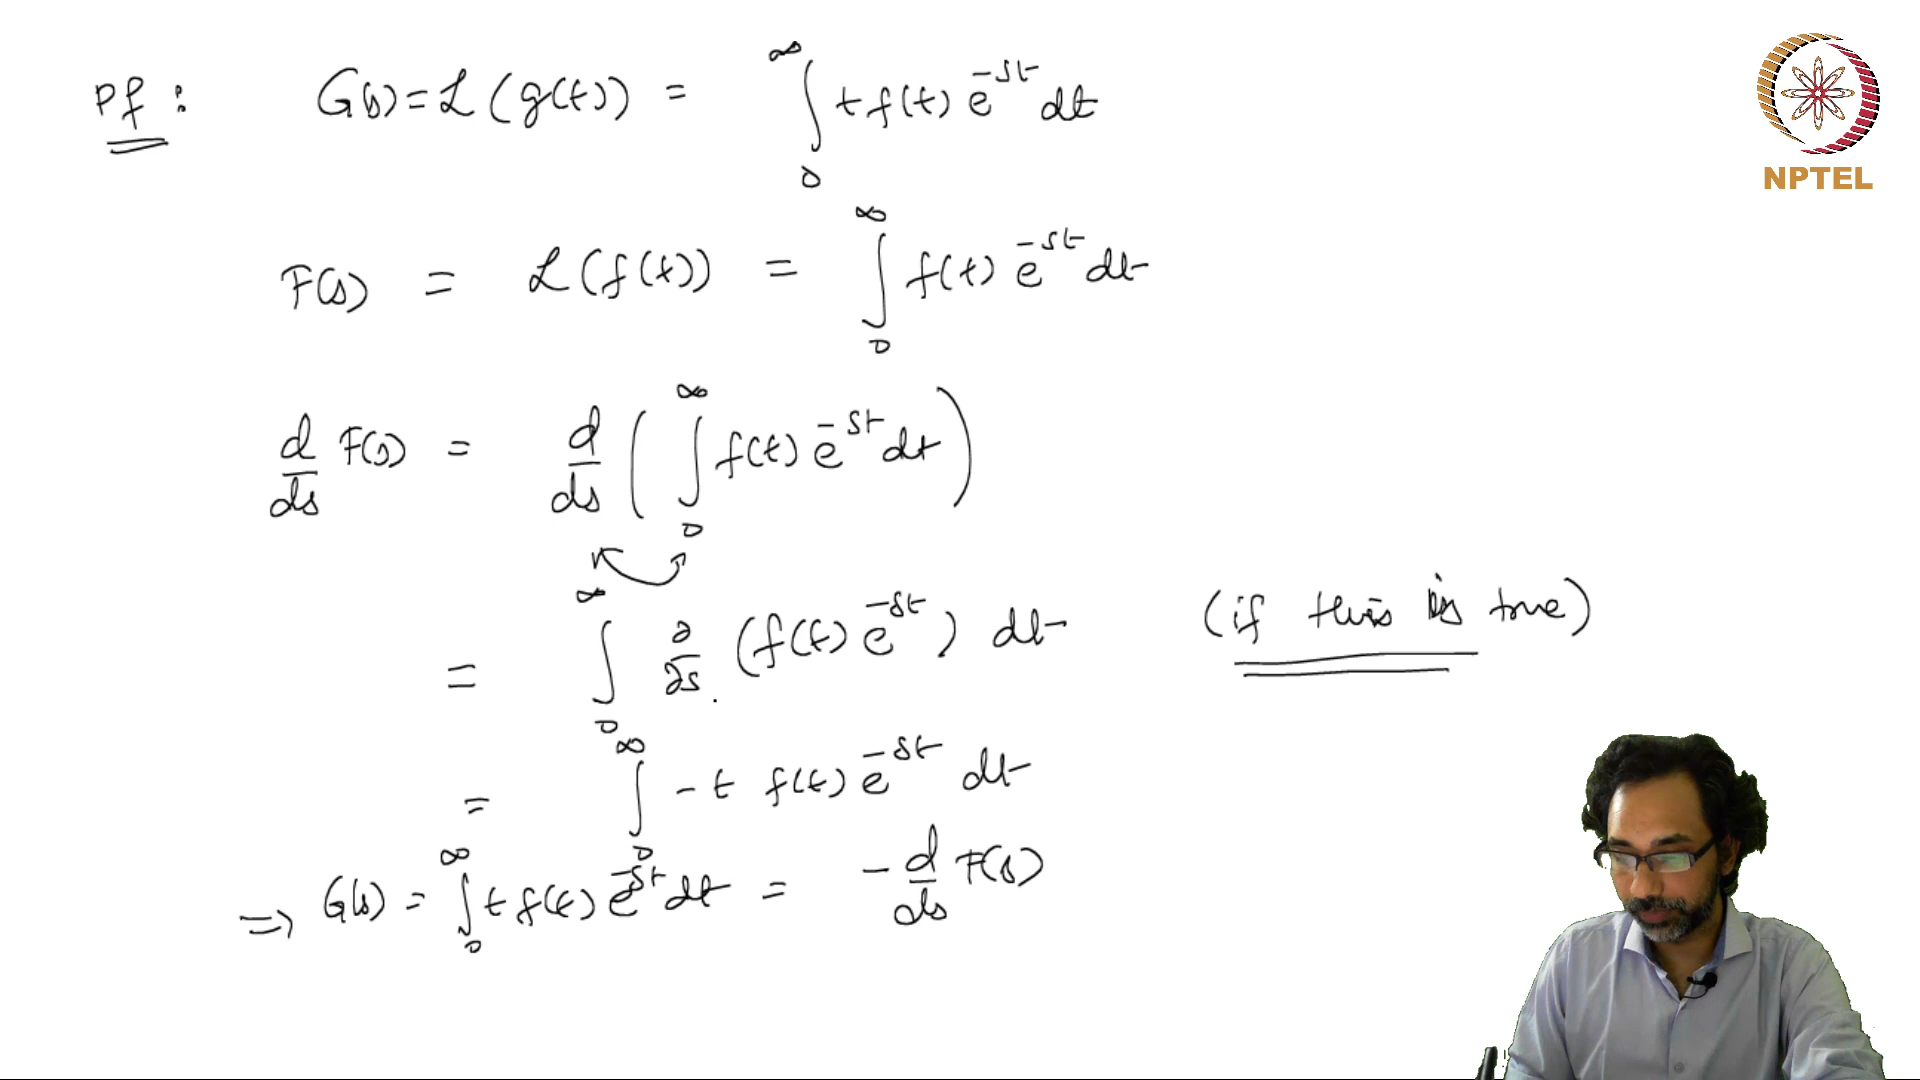 Pf : G(s) = ℒ(g(t)) = ∫₀^∞ t f(t) e^{-st} dt
NPTEL
F(s) = ℒ(f(t)) = ∫₀^∞ f(t) e^{-st} dt
d/ds F(s) = d/ds ( ∫₀^∞ f(t) e^{-st} dt )
= ∫₀^∞ ∂/∂s (f(t) e^{-st}) dt (if this is true)
= ∫₀^∞ -t f(t) e^{-st} dt
⇒ G(s) = ∫₀^∞ t f(t) e^{-st} dt = - d/ds F(s)